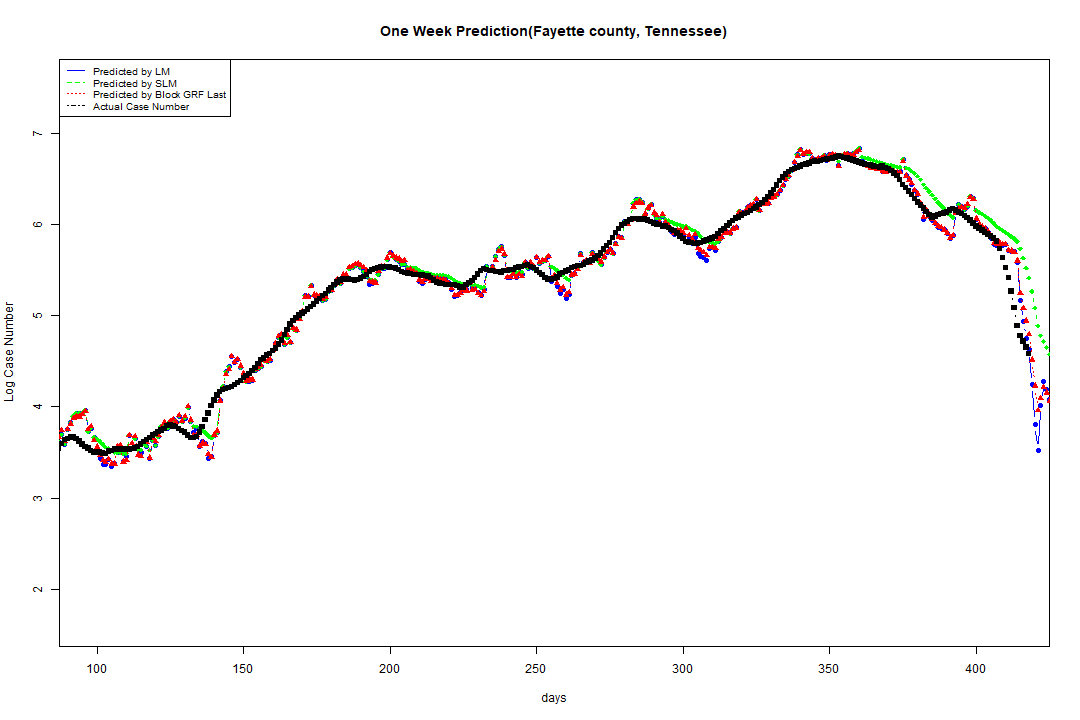 One Week Prediction(Fayette county, Tennessee)
Predicted by LM
Predicted by SLM
Predicted by Block GRF Last
Actual Case Number
7
6
5
4
3
2
Log Case Number
100 150 200 250 300 350 400
days